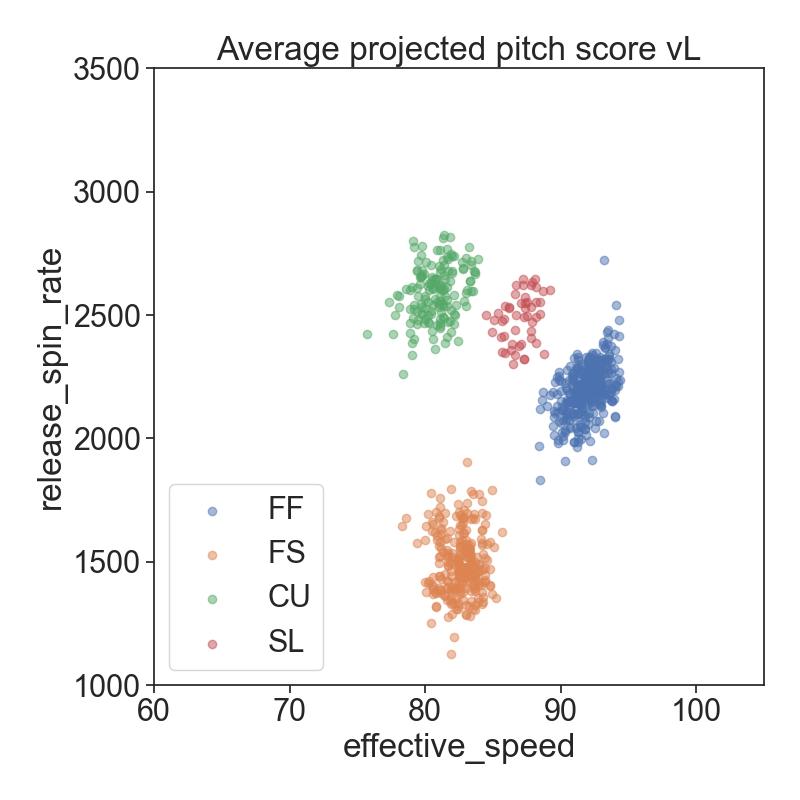 Average projected pitch score vL
3500
3000
2500
2000
1500
1000
release_spin_rate
FF
FS
CU
SL
60
70
80
90
100
effective_speed